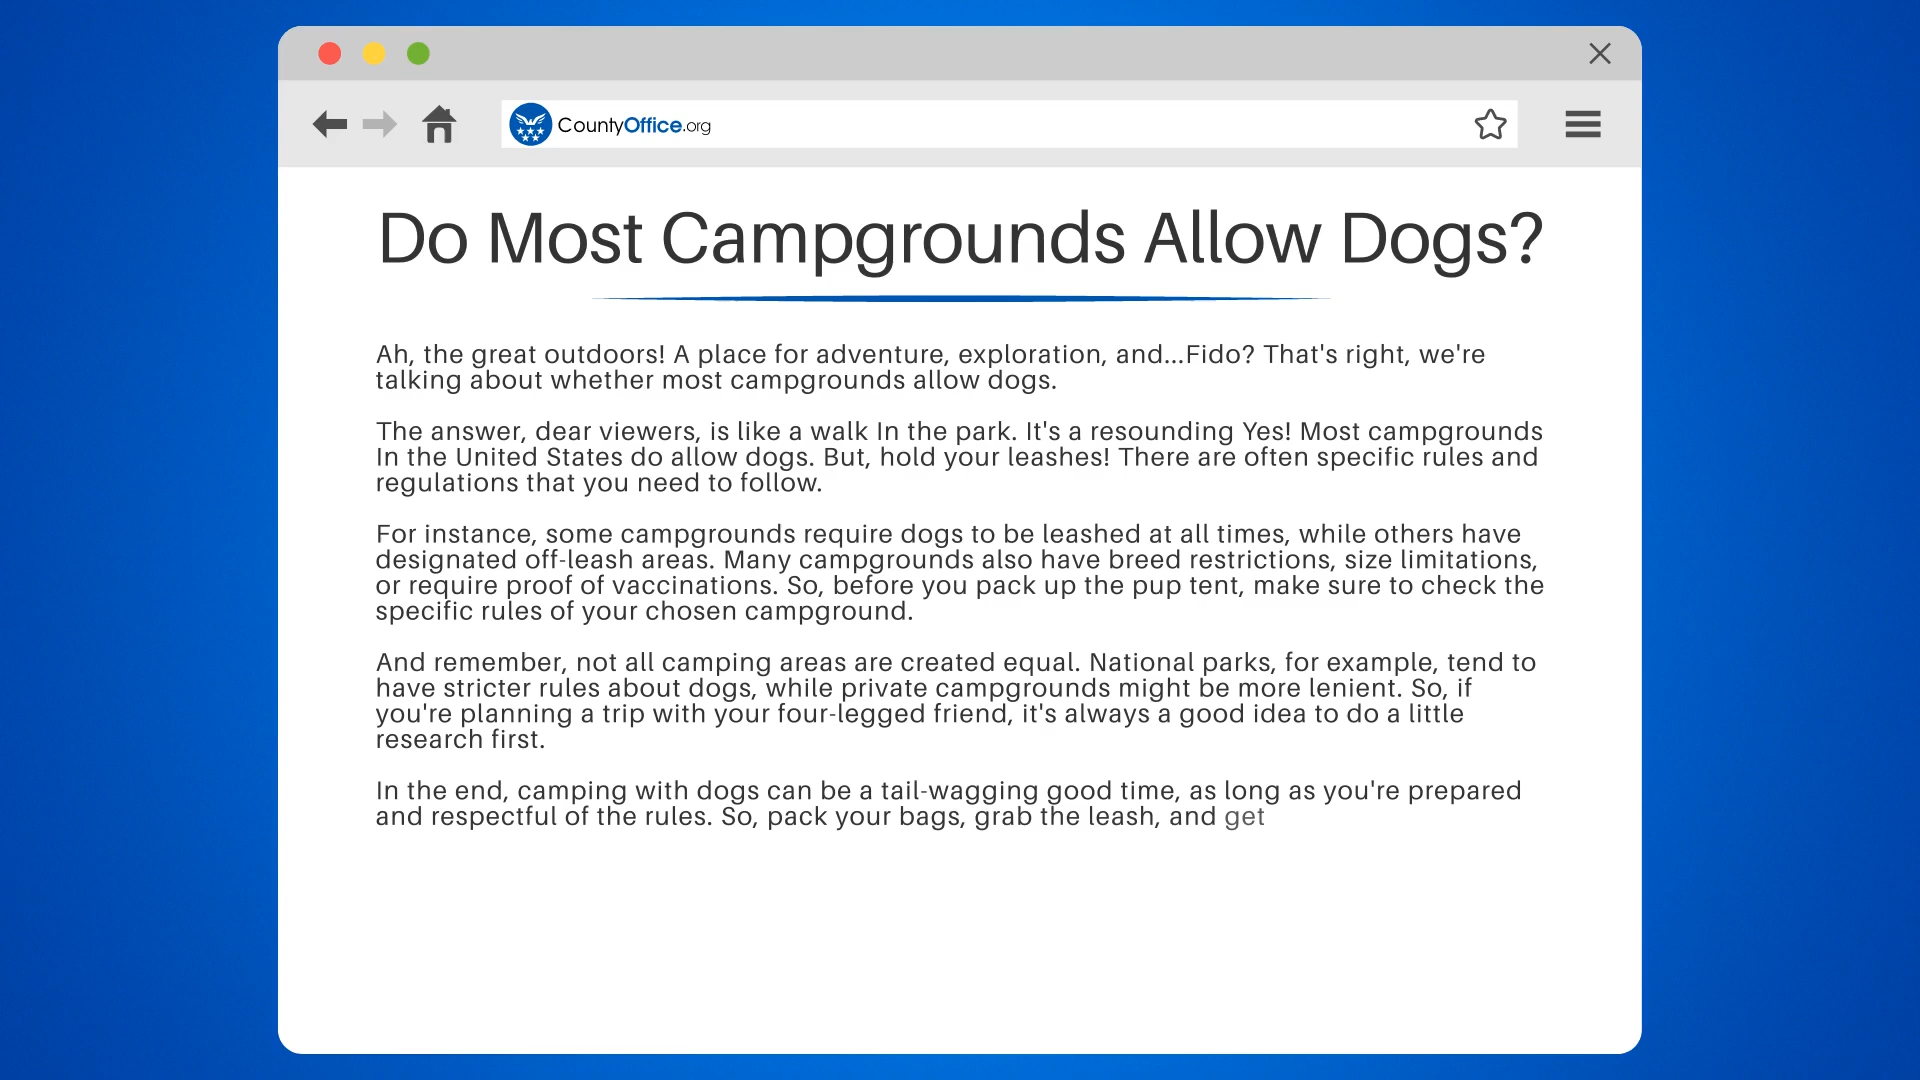 CountyOffice.org
Do Most Campgrounds Allow Dogs?
Ah, the great outdoors! A place for adventure, exploration, and...Fido? That's right, we're
talking about whether most campgrounds allow dogs.
The answer, dear viewers, is like a walk In the park. It's a resounding Yes! Most campgrounds
In the United States do allow dogs. But, hold your leashes! There are often specific rules and
regulations that you need to follow.
For instance, some campgrounds require dogs to be leashed at all times, while others have
designated off-leash areas. Many campgrounds also have breed restrictions, size limitations,
or require proof of vaccinations. So, before you pack up the pup tent, make sure to check the
specific rules of your chosen campground.
And remember, not all camping areas are created equal. National parks, for example, tend to
have stricter rules about dogs, while private campgrounds might be more lenient. So, if
you're planning a trip with your four-legged friend, it's always a good idea to do a little
research first.
In the end, camping with dogs can be a tail-wagging good time, as long as you're prepared
and respectful of the rules. So, pack your bags, grab the leash, and get